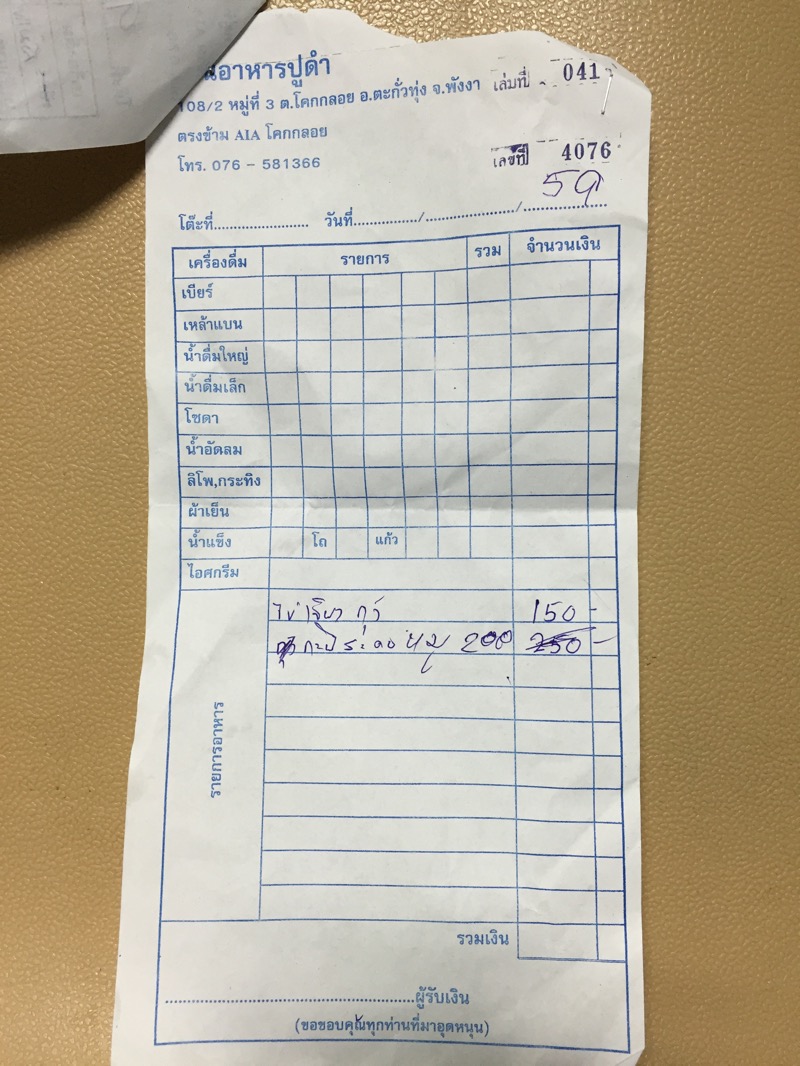 นอาหารปูดำ
108/2 หมู่ที่ 3 ต.โคกกลอย อ.ตะกั่วทุ่ง จ.พังงา เล่มที่ 041
ตรงข้าม AIA โคกกลอย
โทร. 076 - 581366 เลขที่ 4076
59
โต๊ะที่........................ วันที่................/......................./.....................
เครื่องดื่ม รายการ รวม จำนวนเงิน
เบียร์
เหล้าแบน
น้ำดื่มใหญ่
น้ำดื่มเล็ก
โซดา
น้ำอัดลม
ลิโพ,กระทิง
ผ้าเย็น
น้ำแข็ง โถ แก้ว
ไอศกรีม
ไข่เจียว 150-
หมู 200 250-
รายการอาหาร
รวมเงิน
..............................................................ผู้รับเงิน
(ขอขอบคุณทุกท่านที่มาอุดหนุน)